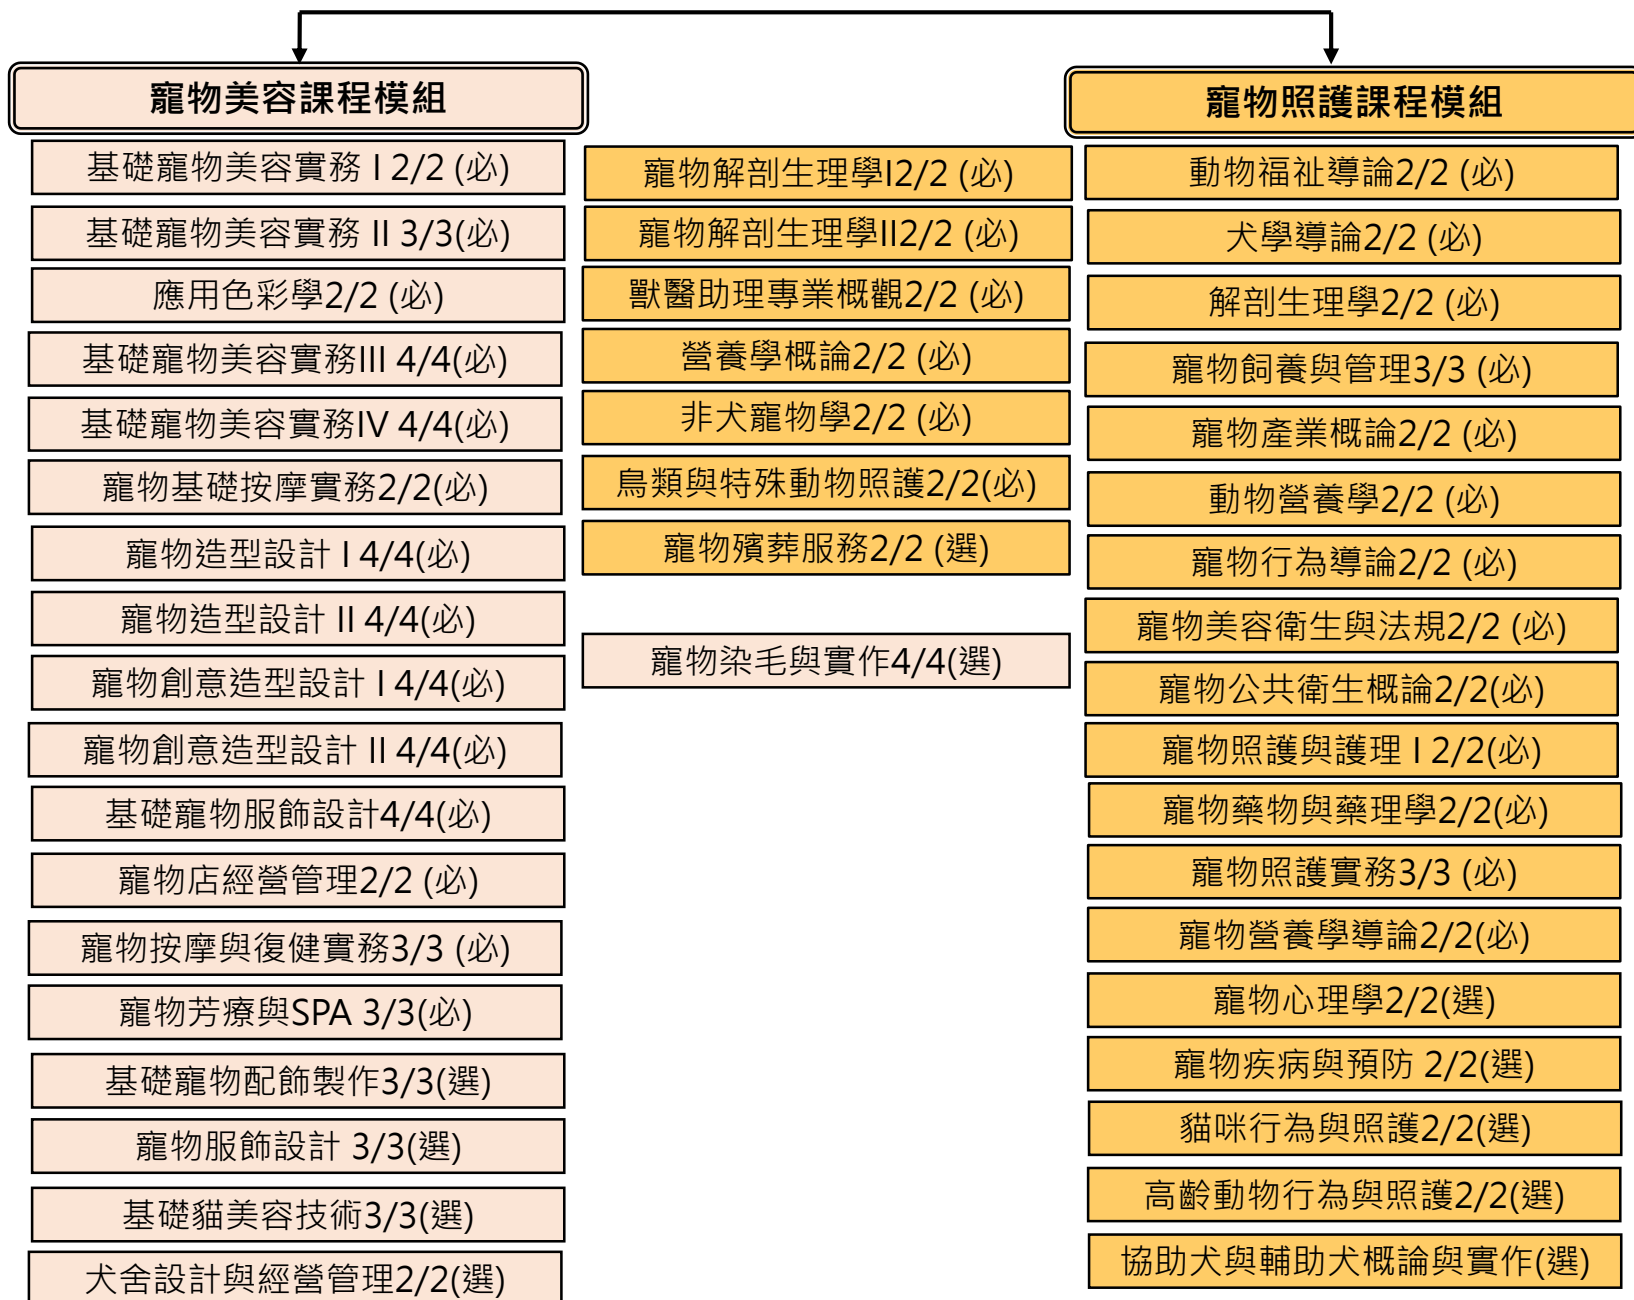 寵物美容課程模組
基礎寵物美容實務 I 2/2 (必)
基礎寵物美容實務 II 3/3(必)
應用色彩學2/2 (必)
基礎寵物美容實務III 4/4(必)
基礎寵物美容實務IV 4/4(必)
寵物基礎按摩實務2/2(必)
寵物造型設計 I 4/4(必)
寵物造型設計 II 4/4(必)
寵物創意造型設計 I 4/4(必)
寵物創意造型設計 II 4/4(必)
基礎寵物服飾設計4/4(必)
寵物店經營管理2/2 (必)
寵物按摩與復健實務3/3 (必)
寵物芳療與SPA 3/3(必)
基礎寵物配飾製作3/3(選)
寵物服飾設計 3/3(選)
基礎貓美容技術3/3(選)
犬舍設計與經營管理2/2(選)
寵物解剖生理學I2/2 (必)
寵物解剖生理學II2/2 (必)
獸醫助理專業概觀2/2 (必)
營養學概論2/2 (必)
非犬寵物學2/2 (必)
鳥類與特殊動物照護2/2(必)
寵物殯葬服務2/2 (選)
寵物染毛與實作4/4(選)
寵物照護課程模組
動物福祉導論2/2 (必)
犬學導論2/2 (必)
解剖生理學2/2 (必)
寵物飼養與管理3/3 (必)
寵物產業概論2/2 (必)
動物營養學2/2 (必)
寵物行為導論2/2 (必)
寵物美容衛生與法規2/2 (必)
寵物公共衛生概論2/2(必)
寵物照護與護理 I 2/2(必)
寵物藥物與藥理學2/2(必)
寵物照護實務3/3 (必)
寵物營養學導論2/2(必)
寵物心理學2/2(選)
寵物疾病與預防 2/2(選)
貓咪行為與照護2/2(選)
高齡動物行為與照護2/2(選)
協助犬與輔助犬概論與實作(選)